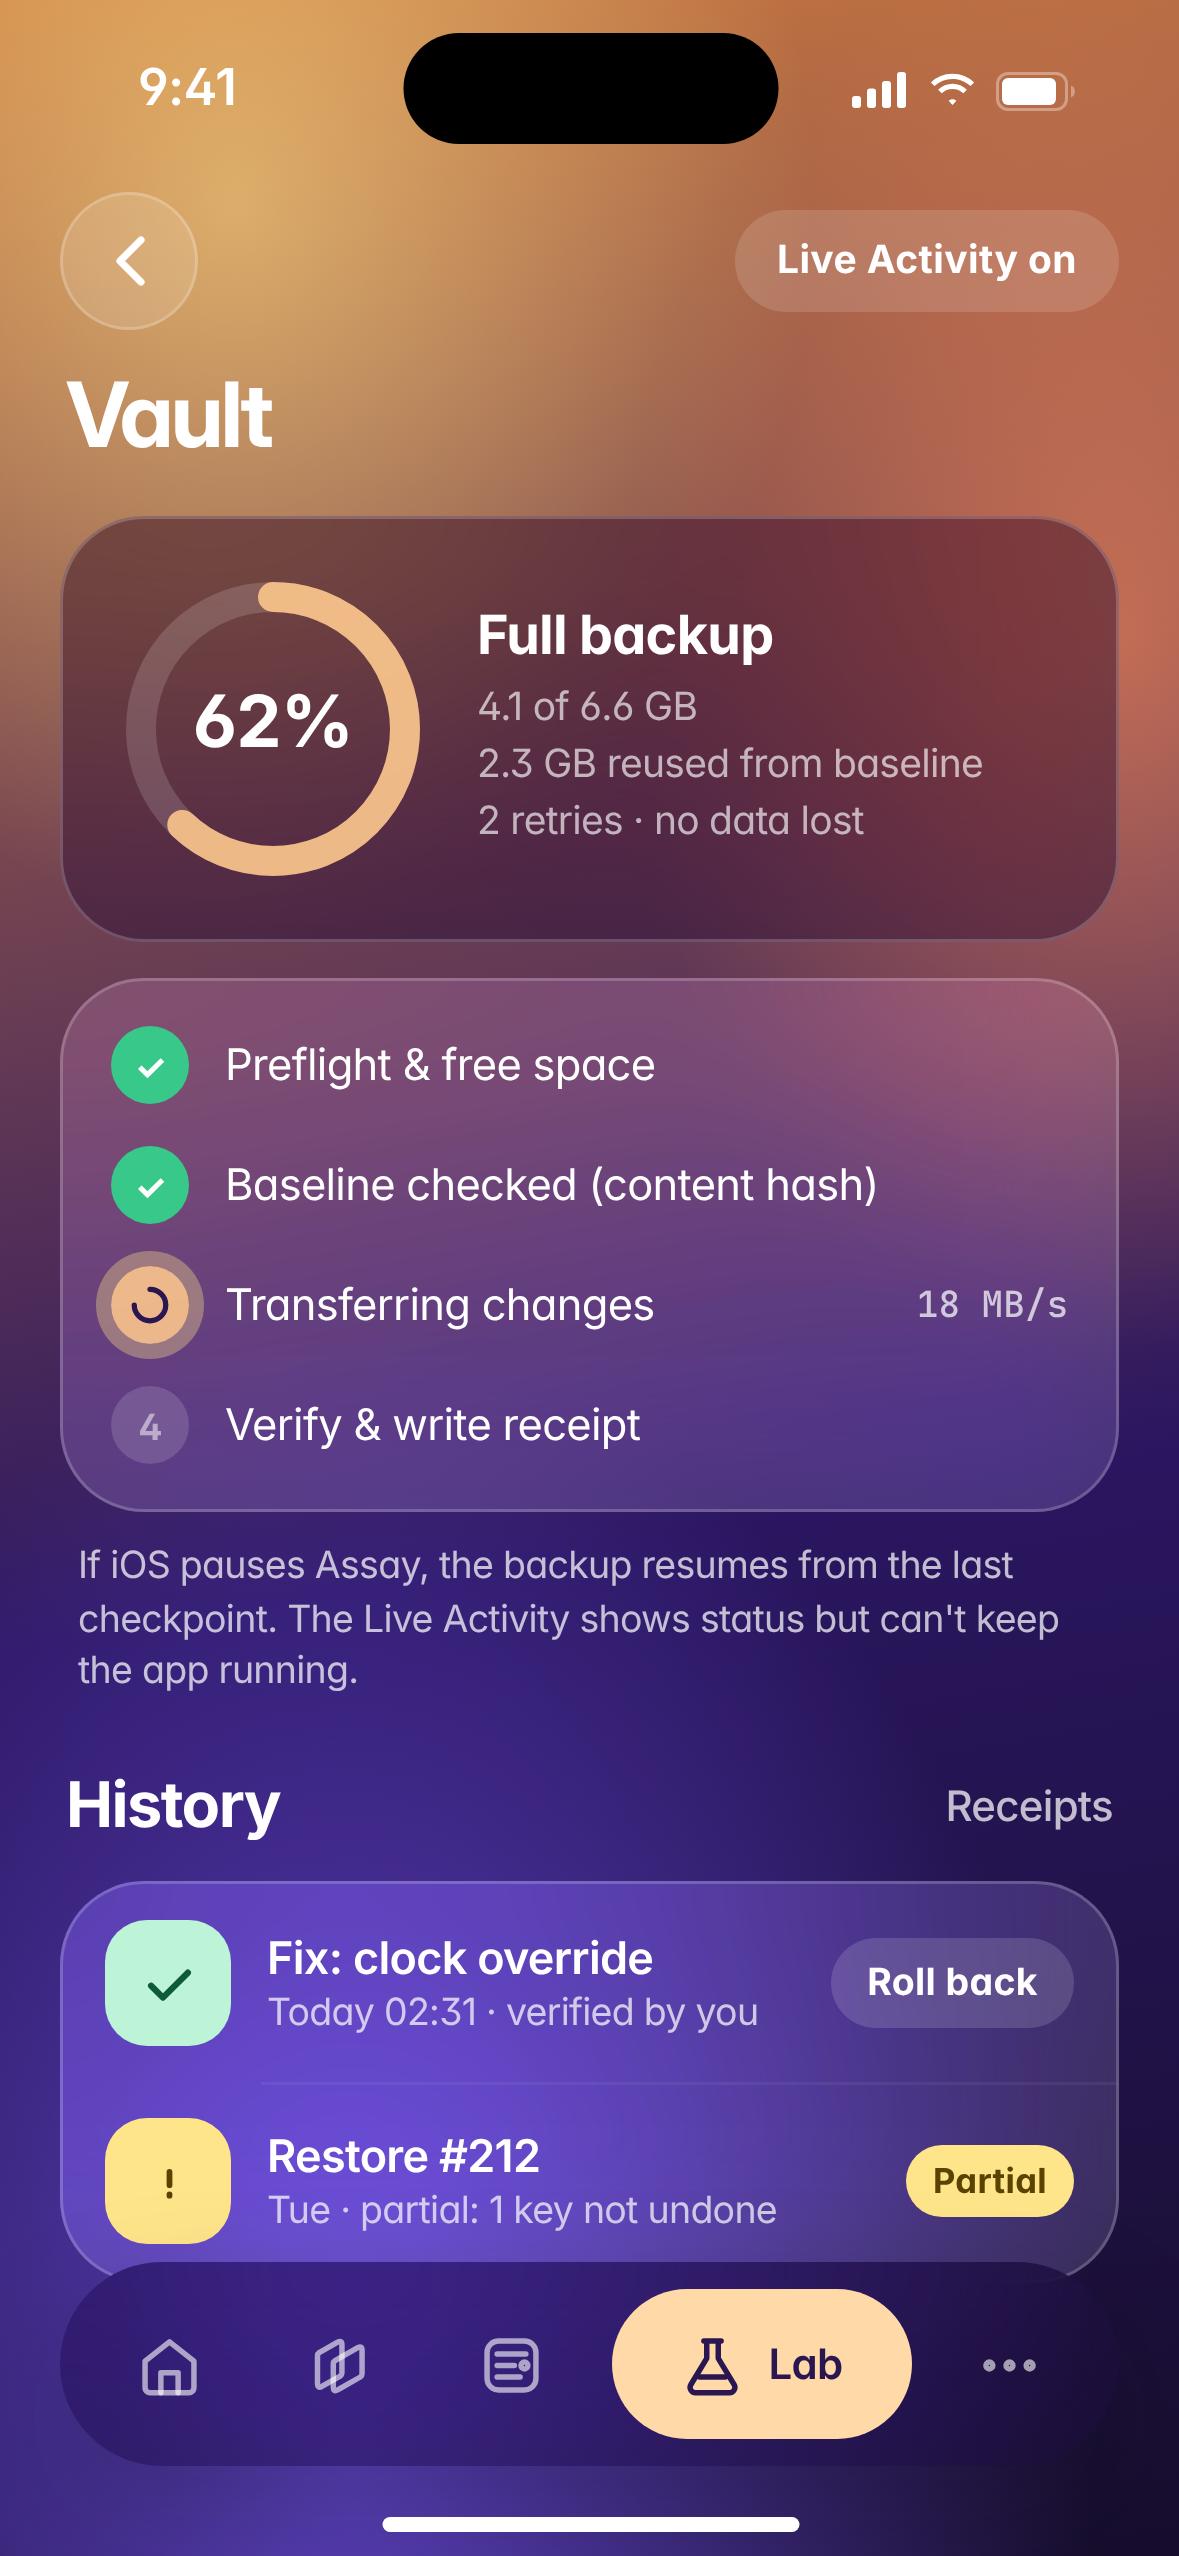 9:41
Live Activity on
Vault
62%
Full backup
4.1 of 6.6 GB
2.3 GB reused from baseline
2 retries · no data lost
Preflight & free space
Baseline checked (content hash)
Transferring changes
18 MB/s
4
Verify & write receipt
If iOS pauses Assay, the backup resumes from the last
checkpoint. The Live Activity shows status but can't keep
the app running.
History
Receipts
Fix: clock override
Today 02:31 · verified by you
Roll back
!
Restore #212
Tue · partial: 1 key not undone
Partial
Lab